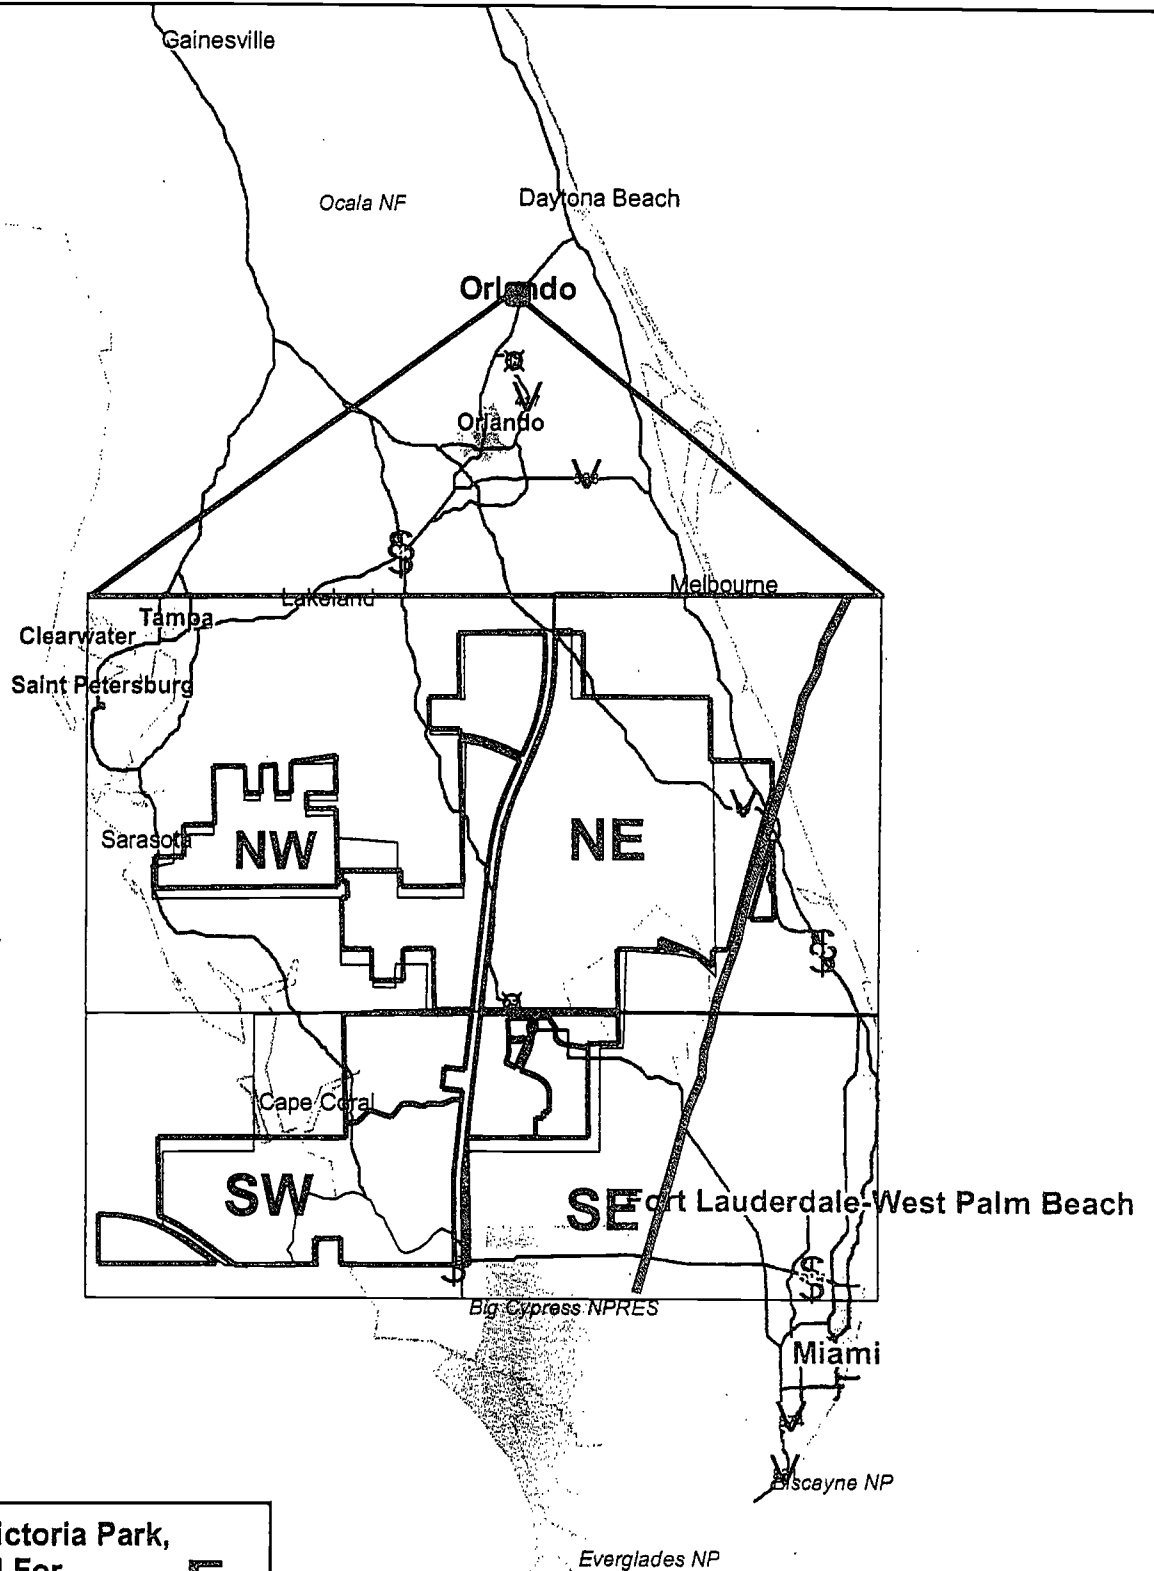 Gainesville
Ocala NF
Daytona Beach
Orlando
Orlando
Melbourne
Lakeland
Tampa
Clearwater
Saint Petersburg
Sarasota
NW
NE
Cape Coral
SW
SE
Fort Lauderdale-West Palm Beach
Big Cypress NPRES
Miami
Biscayne NP
ictoria Park,
Everglades NP